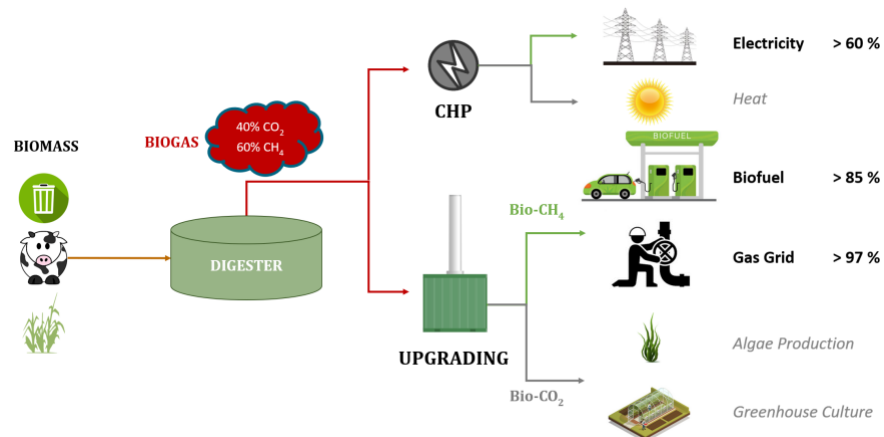 BIOMASS
BIOGAS
40% CO₂
60% CH₄
DIGESTER
CHP
UPGRADING
Bio-CH₄
Bio-CO₂
Electricity > 60 %
Heat
BIOFUEL
Biofuel > 85 %
Gas Grid > 97 %
Algae Production
Greenhouse Culture